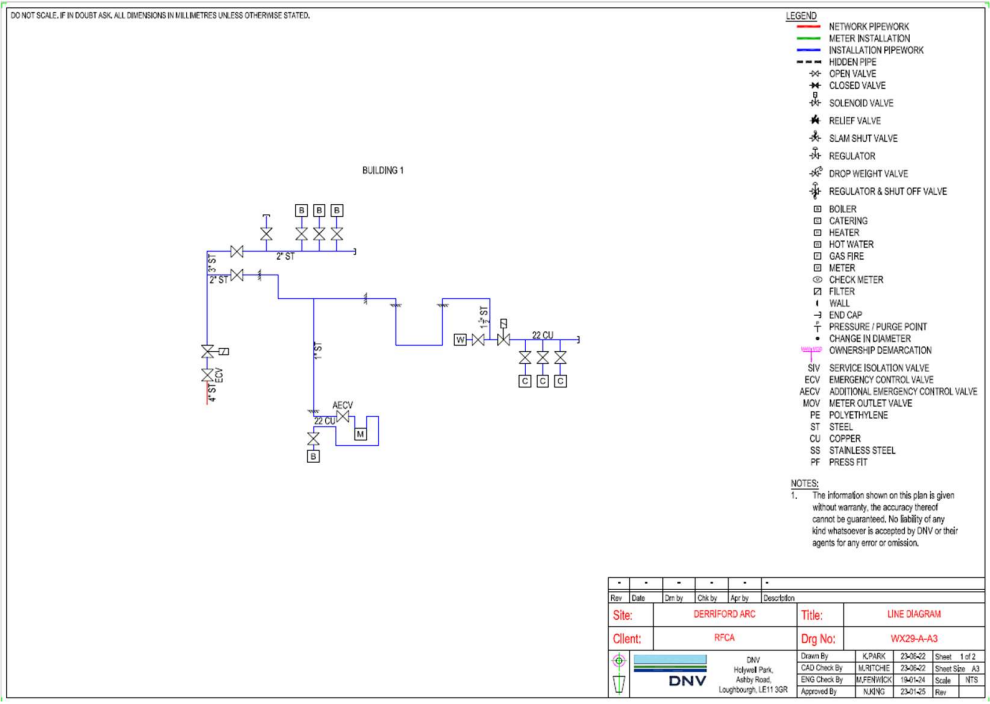 DO NOT SCALE. IF IN DOUBT ASK. ALL DIMENSIONS IN MILLIMETRES UNLESS OTHERWISE STATED.
BUILDING 1
B B B
2" ST
3" ST
2" ST
1 1/2 ST
W
22 CU
C C C
1" ST
ECV
4" ST
AECV
22 CU
M
B
LEGEND
NETWORK PIPEWORK
METER INSTALLATION
INSTALLATION PIPEWORK
HIDDEN PIPE
OPEN VALVE
CLOSED VALVE
SOLENOID VALVE
RELIEF VALVE
SLAM SHUT VALVE
REGULATOR
DROP WEIGHT VALVE
REGULATOR & SHUT OFF VALVE
BOILER
CATERING
HEATER
HOT WATER
GAS FIRE
METER
CHECK METER
FILTER
WALL
END CAP
PRESSURE / PURGE POINT
CHANGE IN DIAMETER
OWNERSHIP DEMARCATION
SIV SERVICE ISOLATION VALVE
ECV EMERGENCY CONTROL VALVE
AECV ADDITIONAL EMERGENCY CONTROL VALVE
MOV METER OUTLET VALVE
PE POLYETHYLENE
ST STEEL
CU COPPER
SS STAINLESS STEEL
PF PRESS FIT
NOTES:
1. The information shown on this plan is given
without warranty, the accuracy thereof
cannot be guaranteed. No liability of any
kind whatsoever is accepted by DNV or their
agents for any error or omission.
- - - - - -
Rev Date Drn by Chk by Apr by Description
Site: DERRIFORD ARC Title: LINE DIAGRAM
Client: RFCA Drg No: WX29-A-A3
DNV
DNV
Holywell Park,
Ashby Road,
Loughbourgh, LE11 3GR
Drawn By K.PARK 23-08-22 Sheet 1 of 2
CAD Check By M.RITCHIE 23-08-22 Sheet Size A3
ENG Check By M.FENWICK 19-01-24 Scale NTS
Approved By N.KING 23-01-25 Rev